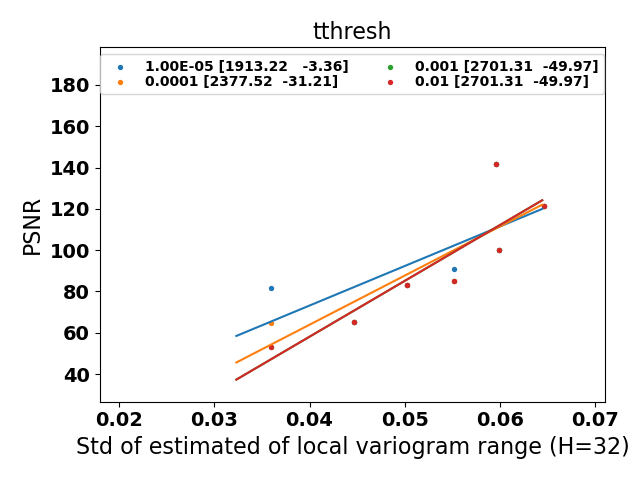 tthresh
1.00E-05 [1913.22 -3.36]
0.0001 [2377.52 -31.21]
0.001 [2701.31 -49.97]
0.01 [2701.31 -49.97]
PSNR
180
160
140
120
100
80
60
40
0.02 0.03 0.04 0.05 0.06 0.07
Std of estimated of local variogram range (H=32)